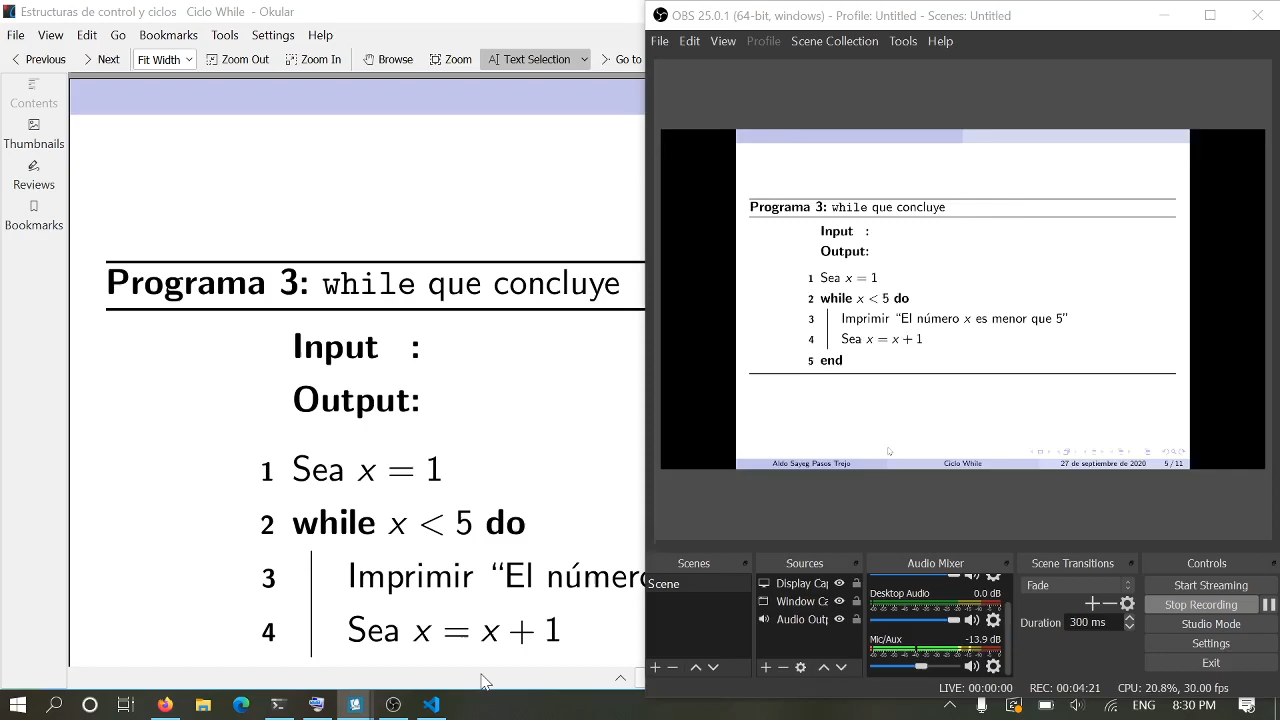 Estructuras de control y ciclos   Ciclo While - Okular
File View Edit Go Bookmarks Tools Settings Help
Previous Next Fit Width Zoom Out Zoom In Browse Zoom Text Selection Go to
Contents
Thumbnails
Reviews
Bookmarks
Programa 3: while que concluye
Input :
Output:
1 Sea x = 1
2 while x < 5 do
3 Imprimir “El número
4 Sea x = x + 1
OBS 25.0.1 (64-bit, windows) - Profile: Untitled - Scenes: Untitled
File Edit View Profile Scene Collection Tools Help
Programa 3: while que concluye
Input :
Output:
1 Sea x = 1
2 while x < 5 do
3 Imprimir “El número x es menor que 5”
4 Sea x = x + 1
5 end
Aldo Sayeg Pasos Trejo Ciclo While 27 de septiembre de 2020 5 / 11
Scenes Sources Audio Mixer Scene Transitions Controls
Scene
Display Cap
Window Ca
Audio Outp
Desktop Audio 0.0 dB
Mic/Aux -13.9 dB
Fade
Duration 300 ms
Start Streaming
Stop Recording
Studio Mode
Settings
Exit
LIVE: 00:00:00 REC: 00:04:21 CPU: 20.8%, 30.00 fps
8:30 PM